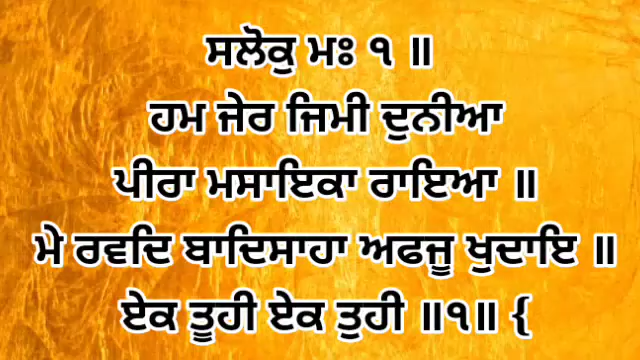 ਸਲੋਕੁ ਮਃ ੧ ॥
ਹਮ ਜੇਰ ਜਿਮੀ ਦੁਨੀਆ
ਪੀਰਾ ਮਸਾਇਕਾ ਰਾਇਆ ॥
ਮੇ ਰਵਦਿ ਬਾਦਿਸਾਹਾ ਅਫਜੂ ਖੁਦਾਇ ॥
ਏਕ ਤੂਹੀ ਏਕ ਤੁਹੀ ॥੧॥ {